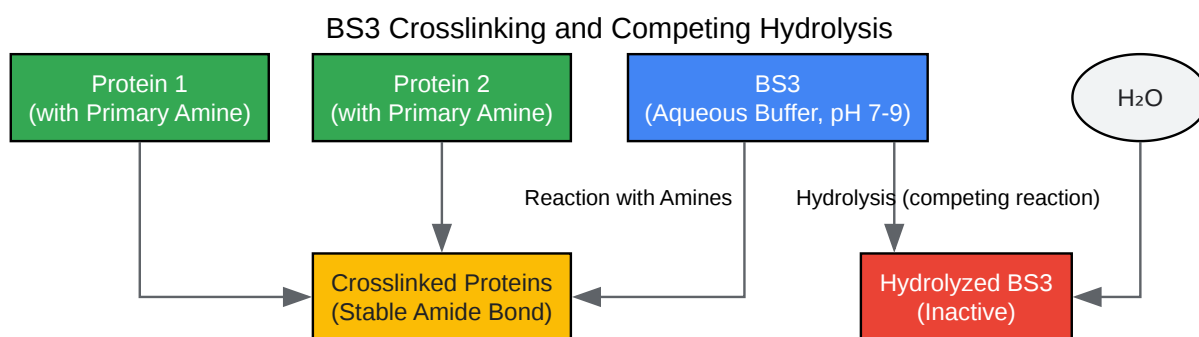 BS3 Crosslinking and Competing Hydrolysis
Protein 1
(with Primary Amine)
Protein 2
(with Primary Amine)
BS3
(Aqueous Buffer, pH 7-9)
H₂O
Reaction with Amines
Hydrolysis (competing reaction)
Crosslinked Proteins
(Stable Amide Bond)
Hydrolyzed BS3
(Inactive)